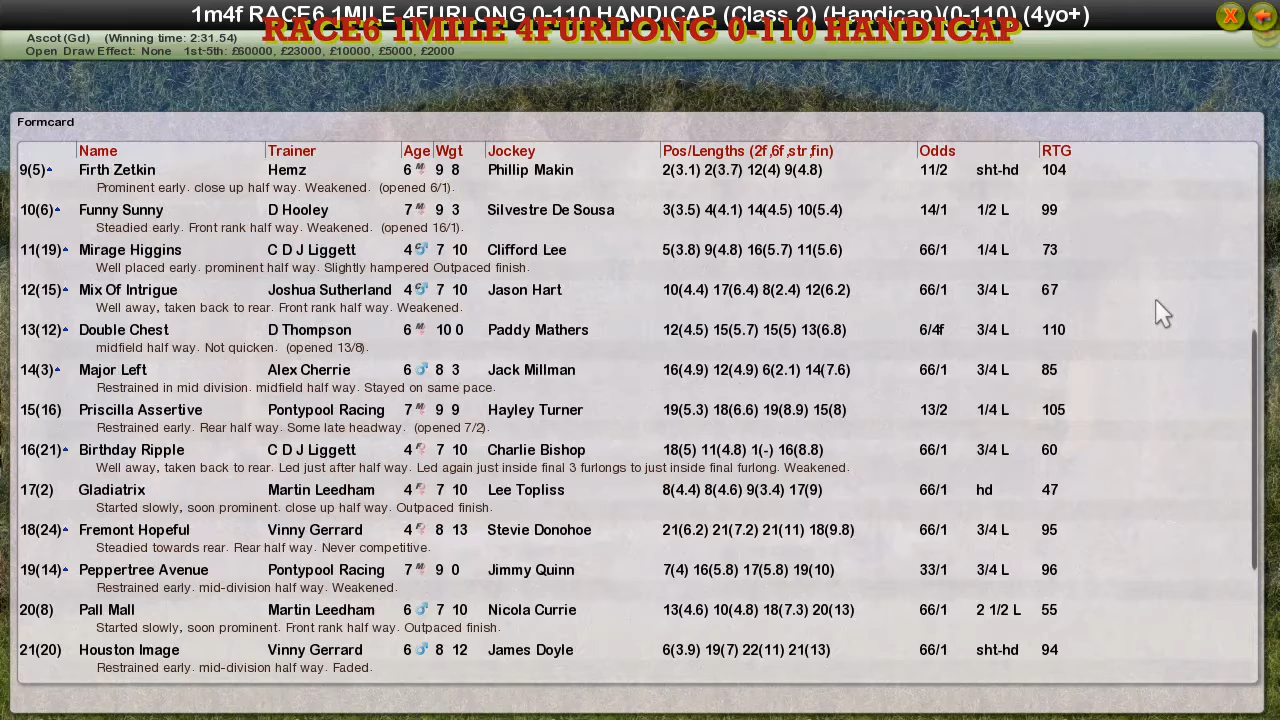 1m4f RACE6 1MILE 4FURLONG 0-110 HANDICAP (Class 2) (Handicap)(0-110) (4yo+)
RACE6 1MILE 4FURLONG 0-110 HANDICAP
Ascot(Gd) (Winning time: 2:31.54)
Open Draw Effect: None 1st-5th: £60000, £23000, £10000, £5000, £2000
Formcard
Name Trainer Age Wgt Jockey Pos/Lengths (2f,6f,str,fin) Odds RTG
9(5) Firth Zetkin Hemz 6 9 8 Phillip Makin 2(3.1) 2(3.7) 12(4) 9(4.8) 11/2 sht-hd 104
Prominent early. close up half way. Weakened. (opened 6/1).
10(6) Funny Sunny D Hooley 7 9 3 Silvestre De Sousa 3(3.5) 4(4.1) 14(4.5) 10(5.4) 14/1 1/2 L 99
Steadied early. Front rank half way. Weakened. (opened 16/1).
11(19) Mirage Higgins C D J Liggett 4 7 10 Clifford Lee 5(3.8) 9(4.8) 16(5.7) 11(5.6) 66/1 1/4 L 73
Well placed early. prominent half way. Slightly hampered Outpaced finish.
12(15) Mix Of Intrigue Joshua Sutherland 4 7 10 Jason Hart 10(4.4) 17(6.4) 8(2.4) 12(6.2) 66/1 3/4 L 67
Well away, taken back to rear. Front rank half way. Weakened.
13(12) Double Chest D Thompson 6 10 0 Paddy Mathers 12(4.5) 15(5.7) 15(5) 13(6.8) 6/4f 3/4 L 110
midfield half way. Not quicken. (opened 13/8).
14(3) Major Left Alex Cherrie 6 8 3 Jack Millman 16(4.9) 12(4.9) 6(2.1) 14(7.6) 66/1 3/4 L 85
Restrained in mid division. midfield half way. Stayed on same pace.
15(16) Priscilla Assertive Pontypool Racing 7 9 9 Hayley Turner 19(5.3) 18(6.6) 19(8.9) 15(8) 13/2 1/4 L 105
Restrained early. Rear half way. Some late headway. (opened 7/2).
16(21) Birthday Ripple C D J Liggett 4 7 10 Charlie Bishop 18(5) 11(4.8) 1(-) 16(8.8) 66/1 3/4 L 60
Well away, taken back to rear. Led just after half way. Led again just inside final 3 furlongs to just inside final furlong. Weakened.
17(2) Gladiatrix Martin Leedham 4 7 10 Lee Topliss 8(4.4) 8(4.6) 9(3.4) 17(9) 66/1 hd 47
Started slowly, soon prominent. close up half way. Outpaced finish.
18(24) Fremont Hopeful Vinny Gerrard 4 8 13 Stevie Donohoe 21(6.2) 21(7.2) 21(11) 18(9.8) 66/1 3/4 L 95
Steadied towards rear. Rear half way. Never competitive.
19(14) Peppertree Avenue Pontypool Racing 7 9 0 Jimmy Quinn 7(4) 16(5.8) 17(5.8) 19(10) 33/1 3/4 L 96
Restrained early. mid-division half way. Weakened.
20(8) Pall Mall Martin Leedham 6 7 10 Nicola Currie 13(4.6) 10(4.8) 18(7.3) 20(13) 66/1 2 1/2 L 55
Started slowly, soon prominent. Front rank half way. Outpaced finish.
21(20) Houston Image Vinny Gerrard 6 8 12 James Doyle 6(3.9) 19(7) 22(11) 21(13) 66/1 sht-hd 94
Restrained early. mid-division half way. Faded.